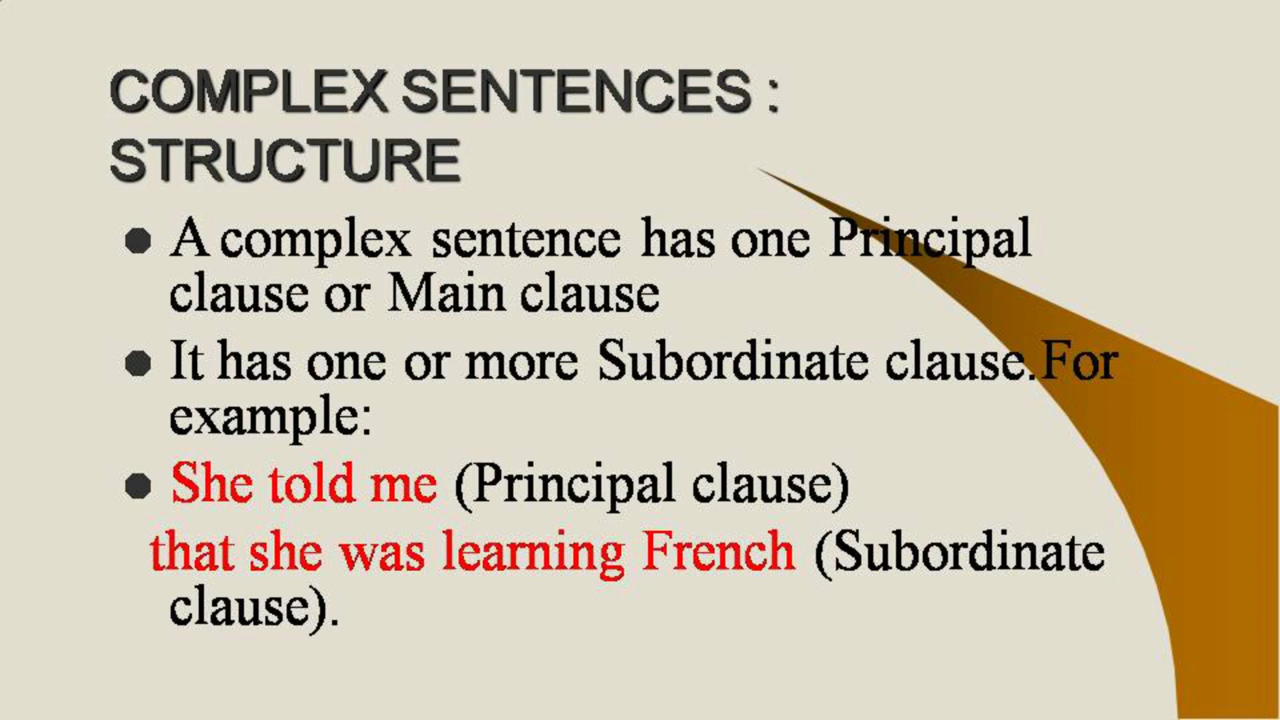 COMPLEX SENTENCES :
STRUCTURE
A complex sentence has one Principal
clause or Main clause
It has one or more Subordinate clause.For
example:
She told me (Principal clause)
that she was learning French (Subordinate
clause).